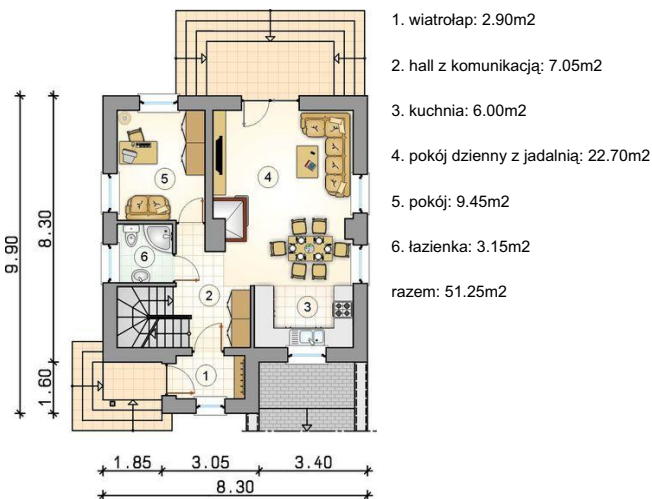 1. wiatrołap: 2.90m2
2. hall z komunikacją: 7.05m2
3. kuchnia: 6.00m2
4. pokój dzienny z jadalnią: 22.70m2
5. pokój: 9.45m2
6. łazienka: 3.15m2
razem: 51.25m2
5
4
6
2
3
1
9.90
8.30
1.60
1.85
3.05
3.40
8.30